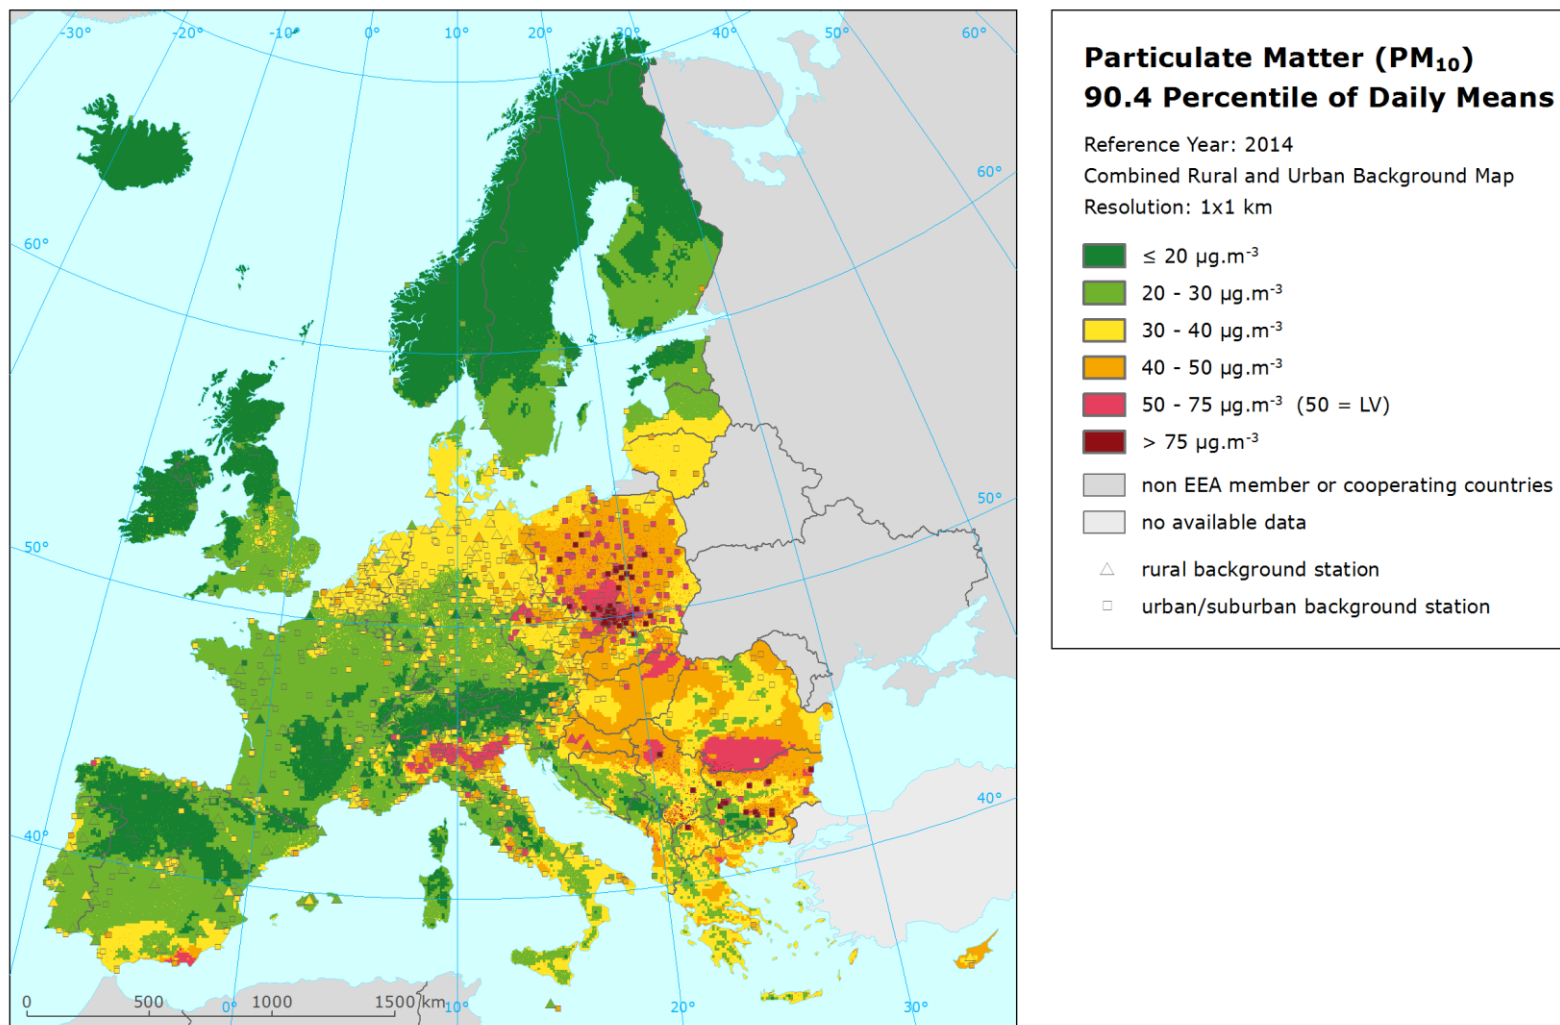 -30° -20° -10° 0° 10° 20° 30° 40° 50° 60°
60°
60°
50°
50°
40°
40°
0 500 1000 1500 km
0° 10° 20° 30°
Particulate Matter (PM₁₀)
90.4 Percentile of Daily Means
Reference Year: 2014
Combined Rural and Urban Background Map
Resolution: 1x1 km
≤ 20 µg.m⁻³
20 - 30 µg.m⁻³
30 - 40 µg.m⁻³
40 - 50 µg.m⁻³
50 - 75 µg.m⁻³ (50 = LV)
> 75 µg.m⁻³
non EEA member or cooperating countries
no available data
rural background station
urban/suburban background station